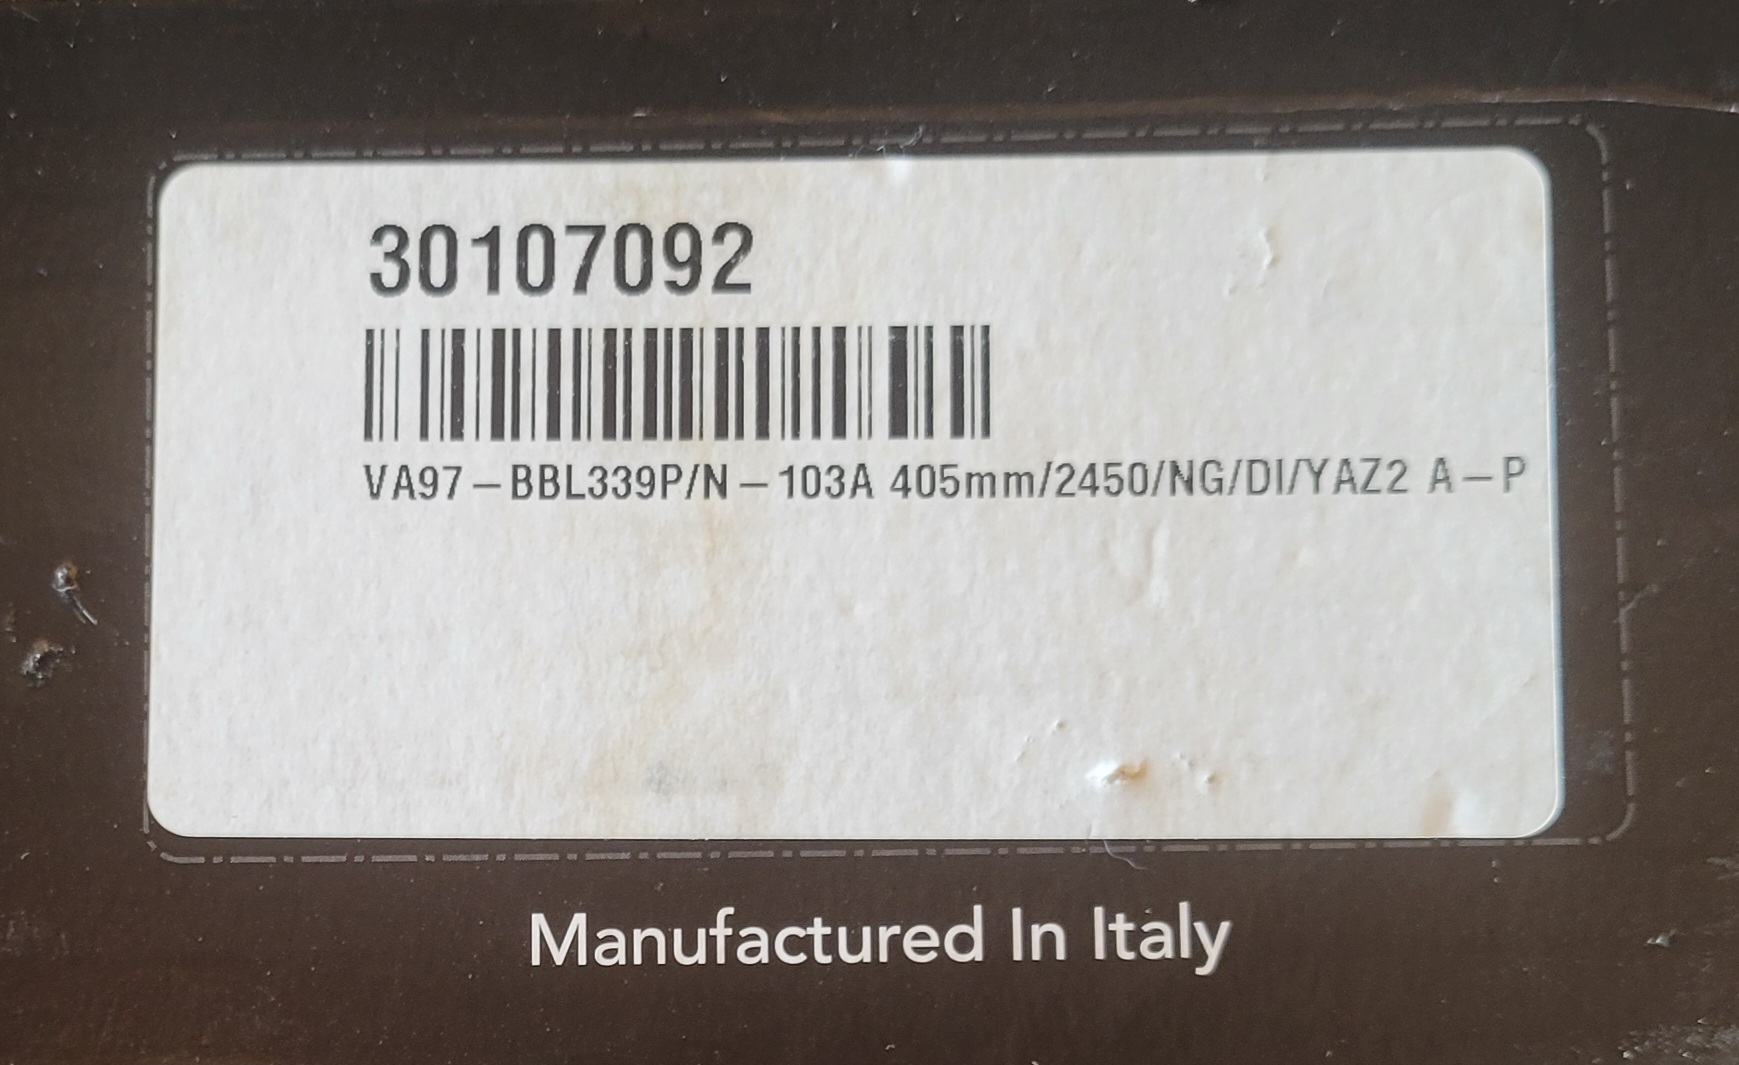 30107092
VA97-BBL339P/N-103A 405mm/2450/NG/DI/YAZ2 A-P
Manufactured In Italy